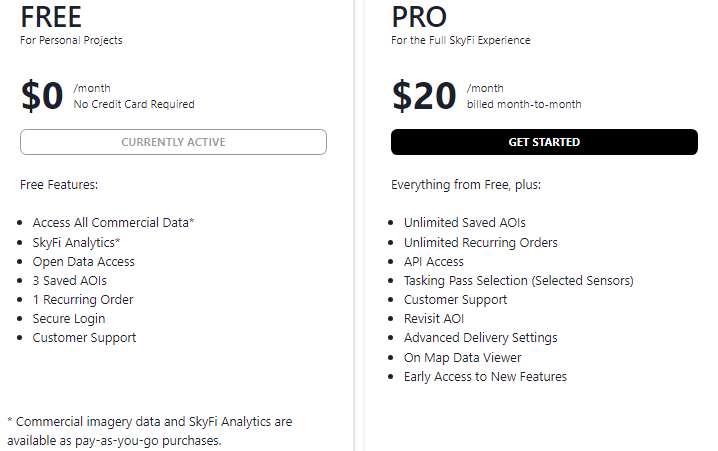 FREE
For Personal Projects
$0
/month
No Credit Card Required
CURRENTLY ACTIVE
Free Features:
Access All Commercial Data*
SkyFi Analytics*
Open Data Access
3 Saved AOIs
1 Recurring Order
Secure Login
Customer Support
* Commercial imagery data and SkyFi Analytics are
available as pay-as-you-go purchases.
PRO
For the Full SkyFi Experience
$20
/month
billed month-to-month
GET STARTED
Everything from Free, plus:
Unlimited Saved AOIs
Unlimited Recurring Orders
API Access
Tasking Pass Selection (Selected Sensors)
Customer Support
Revisit AOI
Advanced Delivery Settings
On Map Data Viewer
Early Access to New Features